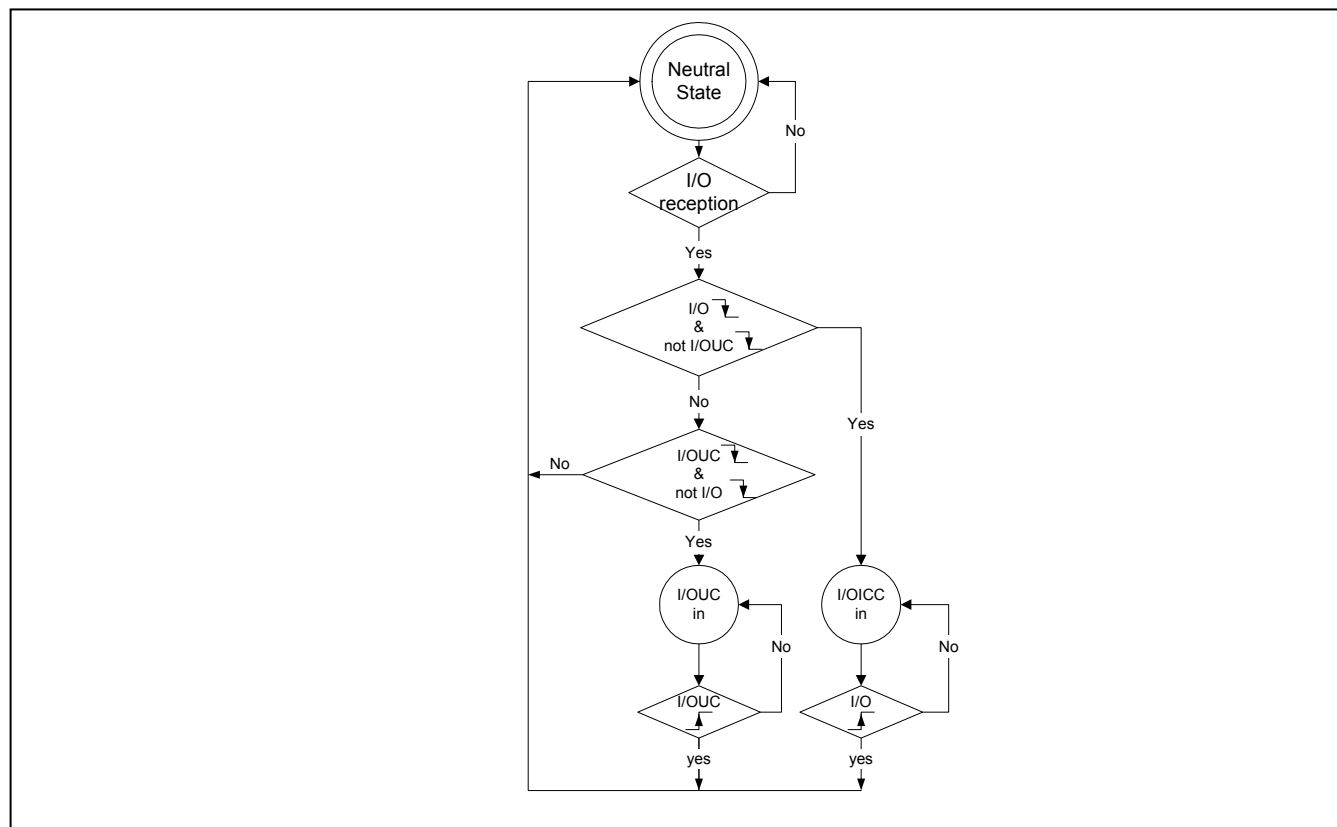 Neutral
State
No
I/O
reception
Yes
I/O
&
not I/OUC
No
Yes
I/OUC
&
not I/O
No
Yes
I/OUC
in
I/OICC
in
No
No
I/OUC
I/O
yes
yes